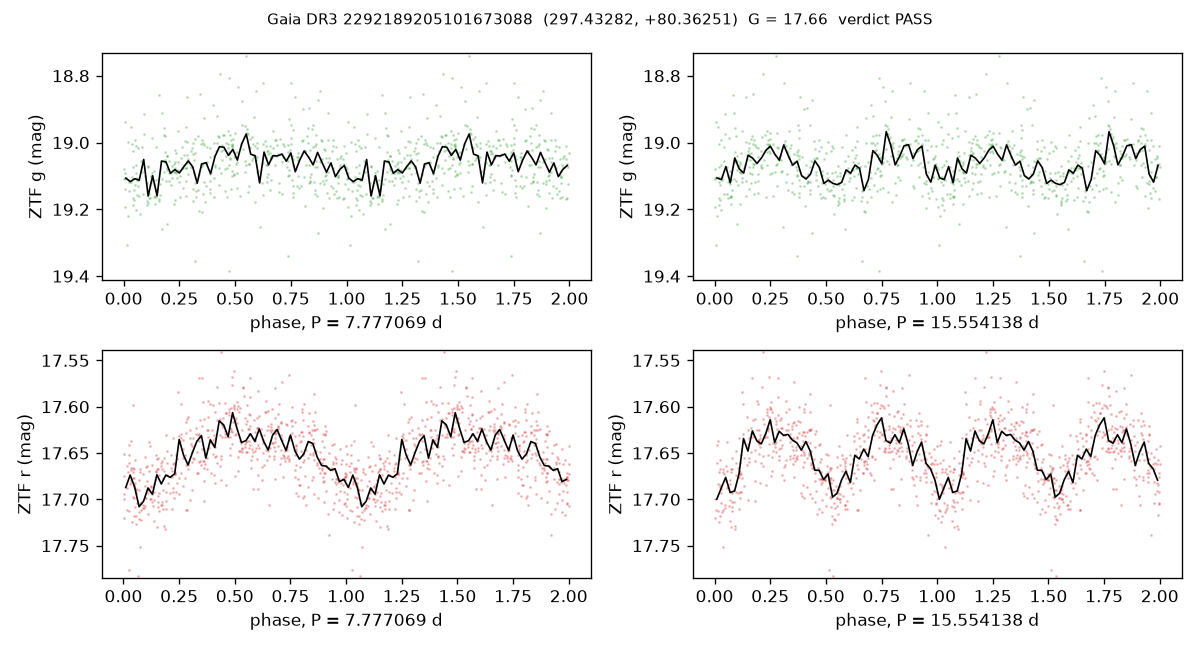 Gaia DR3 2292189205101673088 (297.43282, +80.36251) G = 17.66 verdict PASS
ZTF g (mag)
18.8
19.0
19.2
19.4
0.00 0.25 0.50 0.75 1.00 1.25 1.50 1.75 2.00
phase, P = 7.777069 d
ZTF g (mag)
18.8
19.0
19.2
19.4
0.00 0.25 0.50 0.75 1.00 1.25 1.50 1.75 2.00
phase, P = 15.554138 d
ZTF r (mag)
17.55
17.60
17.65
17.70
17.75
0.00 0.25 0.50 0.75 1.00 1.25 1.50 1.75 2.00
phase, P = 7.777069 d
ZTF r (mag)
17.55
17.60
17.65
17.70
17.75
0.00 0.25 0.50 0.75 1.00 1.25 1.50 1.75 2.00
phase, P = 15.554138 d